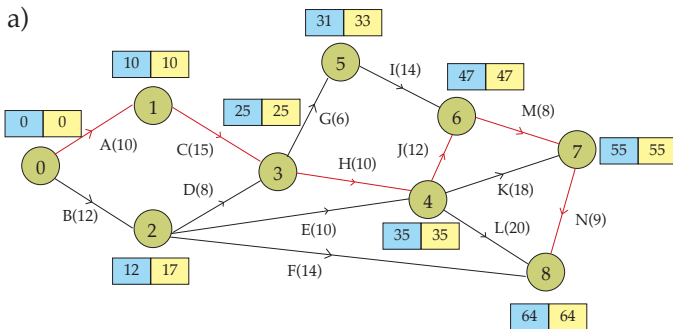 a)
31 33
5
I(14)
10 10
47 47
1
G(6)
6
M(8)
0 0
25 25
A(10)
C(15)
J(12)
7
55 55
0
3
H(10)
D(8)
4
K(18)
B(12)
2
E(10)
35 35
L(20)
N(9)
F(14)
12 17
8
64 64